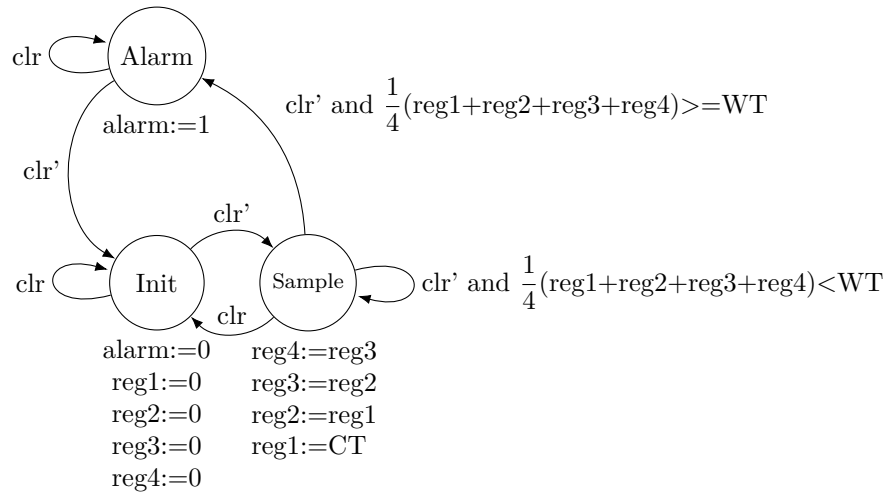 clr
Alarm
alarm:=1
clr' and 1/4(reg1+reg2+reg3+reg4)>=WT
clr'
clr'
clr
Init
Sample
clr' and 1/4(reg1+reg2+reg3+reg4)<WT
clr
alarm:=0
reg1:=0
reg2:=0
reg3:=0
reg4:=0
reg4:=reg3
reg3:=reg2
reg2:=reg1
reg1:=CT